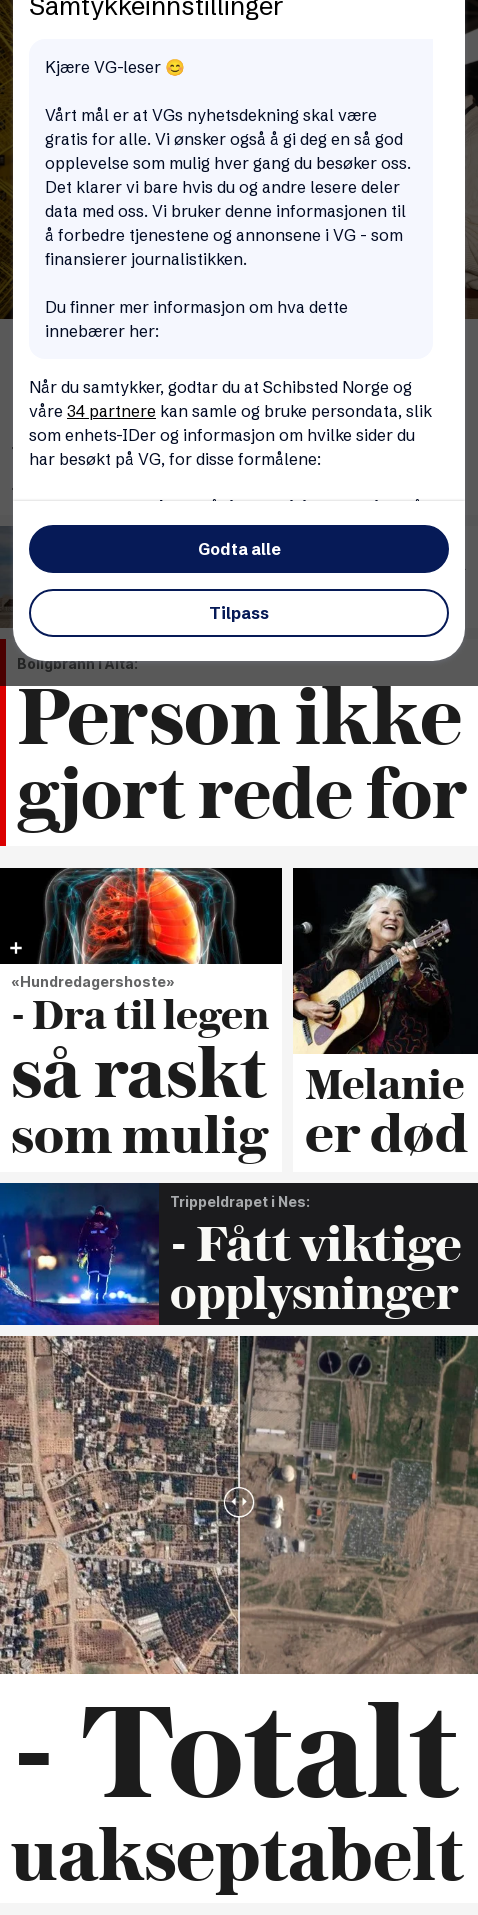 Samtykkeinnstillinger
Kjære VG-leser 😊
Vårt mål er at VGs nyhetsdekning skal være
gratis for alle. Vi ønsker også å gi deg en så god
opplevelse som mulig hver gang du besøker oss.
Det klarer vi bare hvis du og andre lesere deler
data med oss. Vi bruker denne informasjonen til
å forbedre tjenestene og annonsene i VG - som
finansierer journalistikken.
Du finner mer informasjon om hva dette
innebærer her:
Når du samtykker, godtar du at Schibsted Norge og
våre 34 partnere kan samle og bruke persondata, slik
som enhets-IDer og informasjon om hvilke sider du
har besøkt på VG, for disse formålene:
Godta alle
Tilpass
Boligbrann i Alta:
Person ikke
gjort rede for
«Hundredagershoste»
- Dra til legen
så raskt
som mulig
Melanie
er død
Trippeldrapet i Nes:
- Fått viktige
opplysninger
- Totalt
uakseptabelt